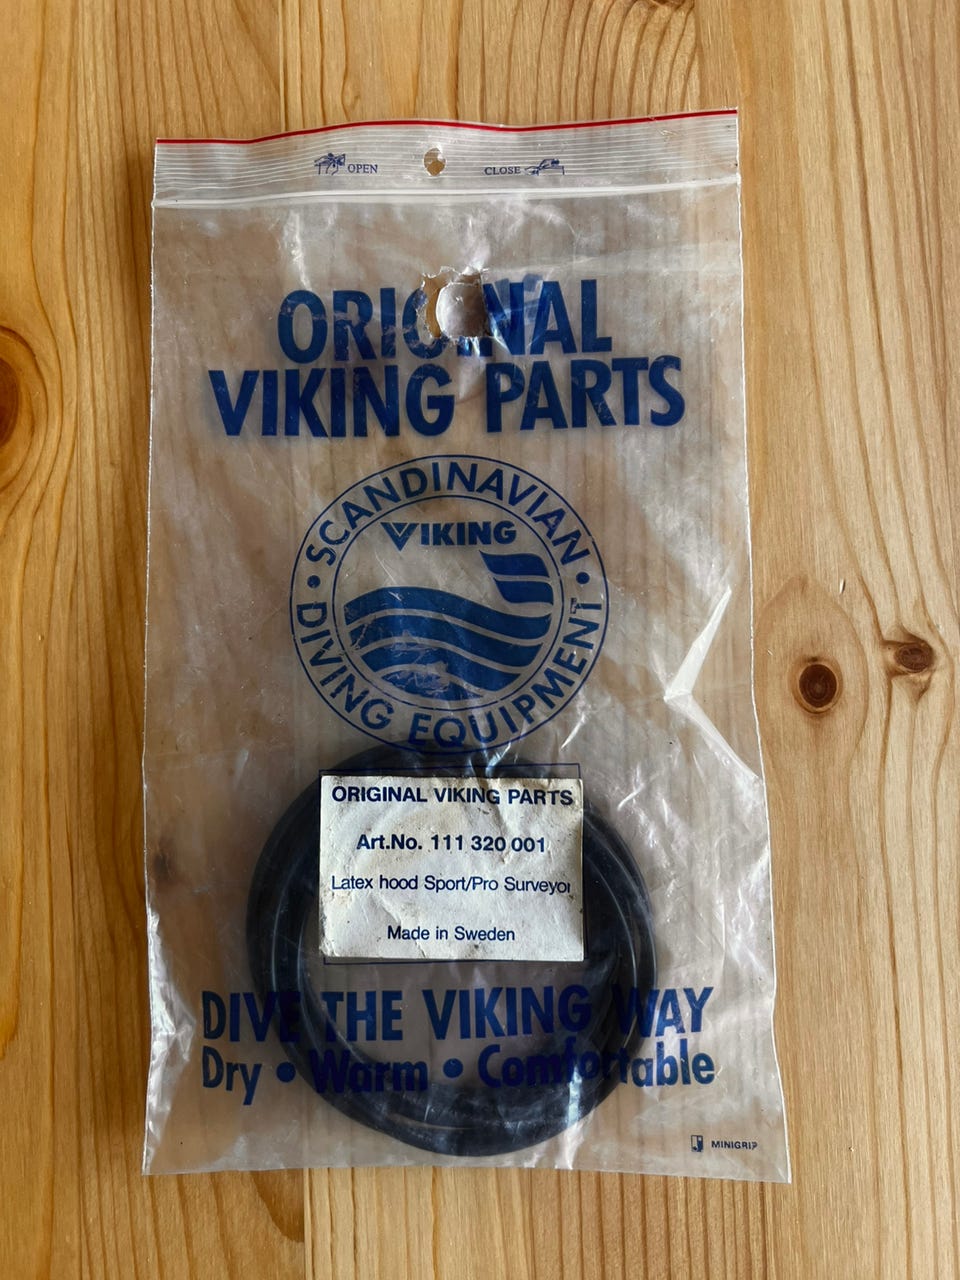 OPEN CLOSE
ORIGINAL
VIKING PARTS
SCANDINAVIAN
VIKING
DIVING EQUIPMENT
ORIGINAL VIKING PARTS
Art.No. 111 320 001
Latex hood Sport/Pro Surveyor
Made in Sweden
DIVE THE VIKING WAY
Dry • Warm • Comfortable
MINIGRIP